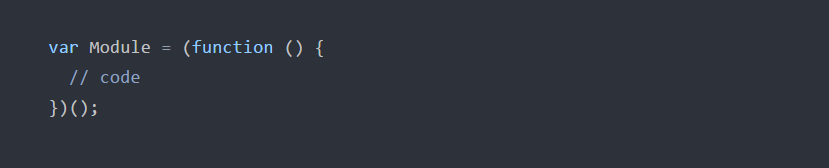 var Module = (function () {
  // code
})();